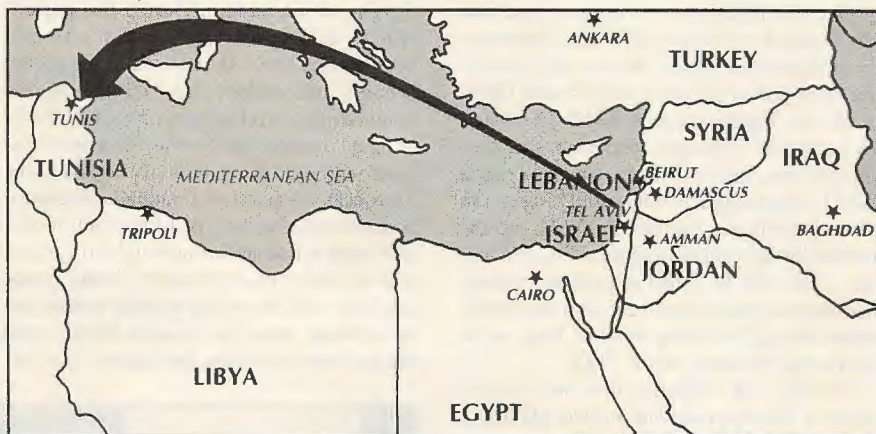 ANKARA
TURKEY
TUNIS
SYRIA
IRAQ
TUNISIA
MEDITERRANEAN SEA
LEBANON
BEIRUT
DAMASCUS
TEL AVIV
TRIPOLI
ISRAEL
AMMAN
BAGHDAD
JORDAN
CAIRO
LIBYA
EGYPT